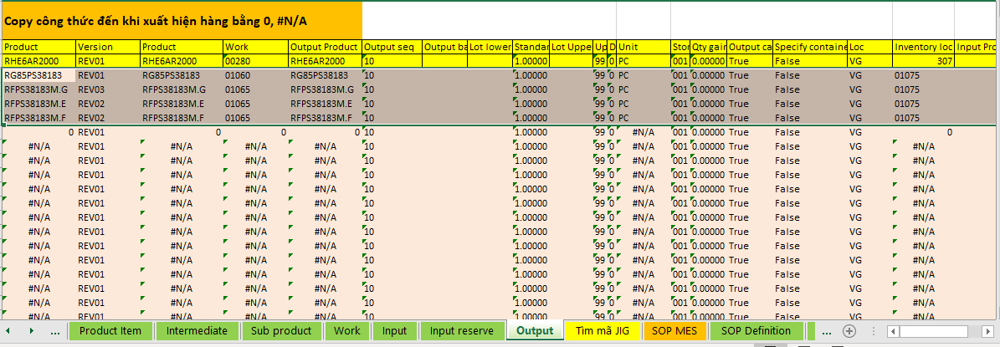 Copy công thức đến khi xuất hiện hàng bằng 0, #N/A
Product Version Product Work Output Product Output seq Output ba Lot lower Standar Lot Uppe Up D Unit Stor Qty gain Output ca Specify containe Loc Inventory loc Input Pro
RHE6AR2000 REV01 RHE6AR2000 00280 RHE6AR2000 10 1.00000 99 0 PC 001 0.00000 True False VG 307
RG85PS38183 REV01 RG85PS38183 01060 RG85PS38183 10 1.00000 99 0 PC 001 0.00000 True False VG 01075
RFPS38183M.G REV03 RFPS38183M.G 01065 RFPS38183M.G 10 1.00000 99 0 PC 001 0.00000 True False VG 01075
RFPS38183M.E REV02 RFPS38183M.E 01065 RFPS38183M.E 10 1.00000 99 0 PC 001 0.00000 True False VG 01075
RFPS38183M.F REV02 RFPS38183M.F 01065 RFPS38183M.F 10 1.00000 99 0 PC 001 0.00000 True False VG 01075
0 REV01 0 0 0 10 1.00000 99 0 #N/A 001 0.00000 True False VG 0
#N/A REV01 #N/A #N/A #N/A 10 1.00000 99 0 #N/A 001 0.00000 True False VG #N/A
#N/A REV01 #N/A #N/A #N/A 10 1.00000 99 0 #N/A 001 0.00000 True False VG #N/A
#N/A REV01 #N/A #N/A #N/A 10 1.00000 99 0 #N/A 001 0.00000 True False VG #N/A
#N/A REV01 #N/A #N/A #N/A 10 1.00000 99 0 #N/A 001 0.00000 True False VG #N/A
#N/A REV01 #N/A #N/A #N/A 10 1.00000 99 0 #N/A 001 0.00000 True False VG #N/A
#N/A REV01 #N/A #N/A #N/A 10 1.00000 99 0 #N/A 001 0.00000 True False VG #N/A
#N/A REV01 #N/A #N/A #N/A 10 1.00000 99 0 #N/A 001 0.00000 True False VG #N/A
#N/A REV01 #N/A #N/A #N/A 10 1.00000 99 0 #N/A 001 0.00000 True False VG #N/A
#N/A REV01 #N/A #N/A #N/A 10 1.00000 99 0 #N/A 001 0.00000 True False VG #N/A
#N/A REV01 #N/A #N/A #N/A 10 1.00000 99 0 #N/A 001 0.00000 True False VG #N/A
#N/A REV01 #N/A #N/A #N/A 10 1.00000 99 0 #N/A 001 0.00000 True False VG #N/A
#N/A REV01 #N/A #N/A #N/A 10 1.00000 99 0 #N/A 001 0.00000 True False VG #N/A
#N/A REV01 #N/A #N/A #N/A 10 1.00000 99 0 #N/A 001 0.00000 True False VG #N/A
... Product Item Intermediate Sub product Work Input Input reserve Output Tìm mã JIG SOP MES SOP Definition ...